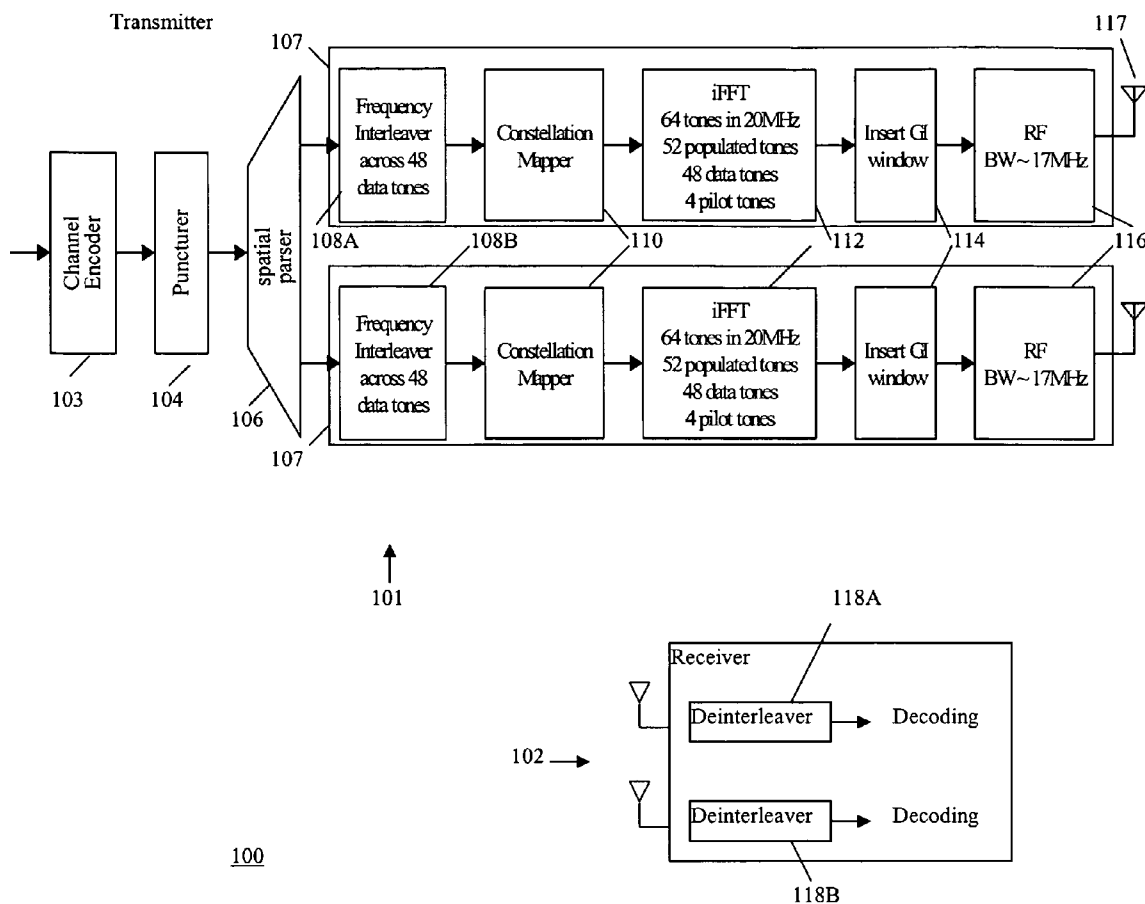 Transmitter
107
117
Frequency
Interleaver
across 48
data tones
Constellation
Mapper
iFFT
64 tones in 20MHz
52 populated tones
48 data tones
4 pilot tones
Insert GI
window
RF
BW~ 17MHz
Channel
Encoder
Puncturer
spatial
parser
108A
108B
110
112
114
116
Frequency
Interleaver
across 48
data tones
Constellation
Mapper
iFFT
64 tones in 20MHz
52 populated tones
48 data tones
4 pilot tones
Insert GI
window
RF
BW~ 17MHz
103
104
106
107
101
118A
Receiver
Deinterleaver
Decoding
102
Deinterleaver
Decoding
100
118B